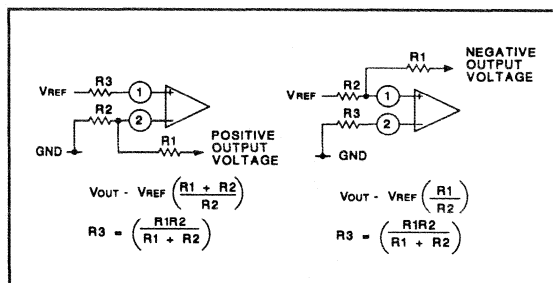 R3
VREF
1
+
R2
2
−
R1
GND
POSITIVE
OUTPUT
VOLTAGE
VOUT - VREF (R1 + R2 / R2)
R3 = (R1R2 / R1 + R2)
R1
NEGATIVE
OUTPUT
VOLTAGE
R2
VREF
1
+
R3
2
−
GND
VOUT - VREF (R1 / R2)
R3 = (R1R2 / R1 + R2)